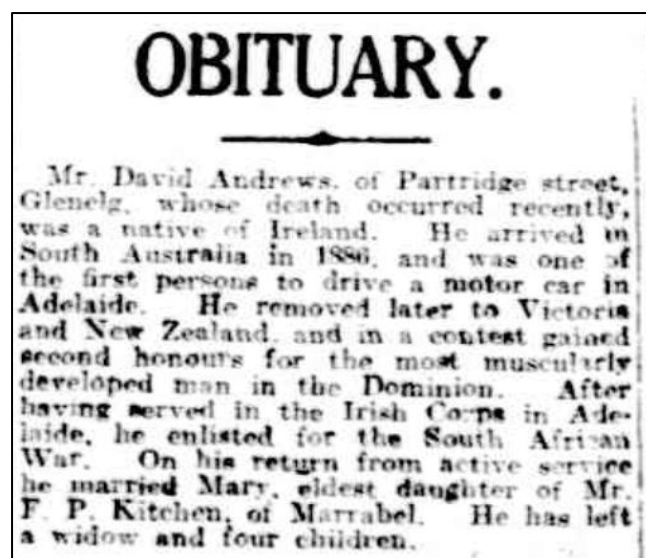 OBITUARY.
Mr. David Andrews, of Partridge street,
Glenelg, whose death occurred recently,
was a native of Ireland. He arrived in
South Australia in 1886, and was one of
the first persons to drive a motor car in
Adelaide. He removed later to Victoria
and New Zealand, and in a contest gained
second honours for the most muscularly
developed man in the Dominion. After
having served in the Irish Corps in Ade-
laide, he enlisted for the South African
War. On his return from active service
he married Mary, eldest daughter of Mr.
F. P. Kitchen, of Marrabel. He has left
a widow and four children.